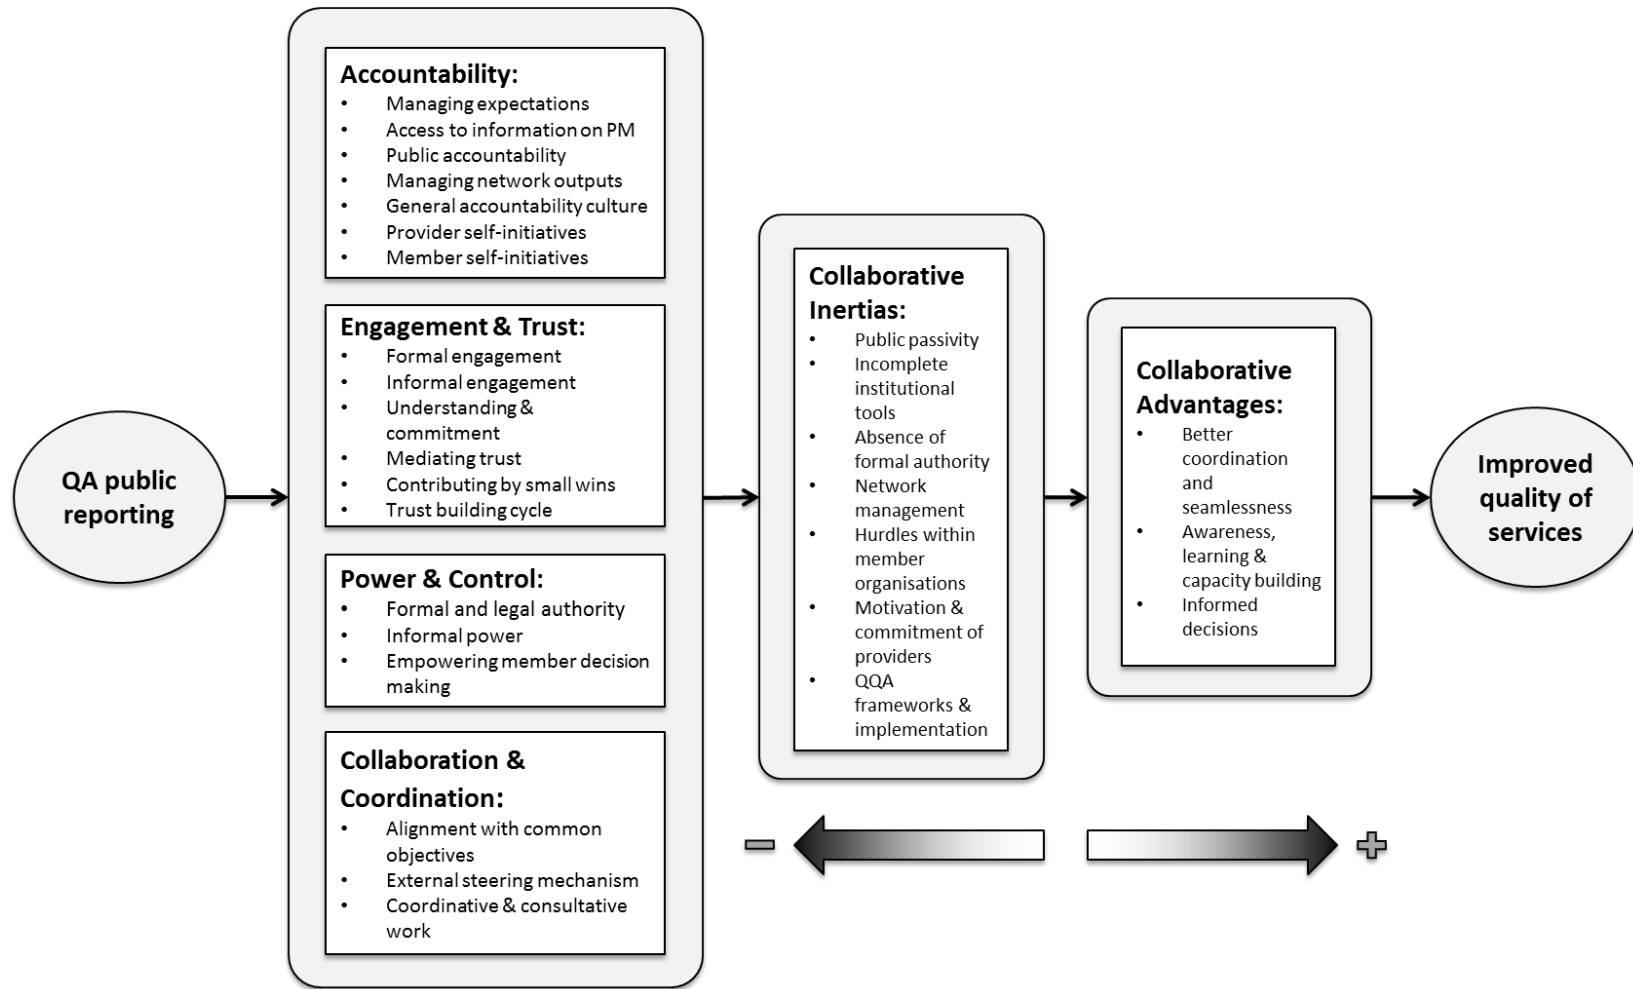 QA public
reporting
Accountability:
• Managing expectations
• Access to information on PM
• Public accountability
• Managing network outputs
• General accountability culture
• Provider self-initiatives
• Member self-initiatives
Engagement & Trust:
• Formal engagement
• Informal engagement
• Understanding &
commitment
• Mediating trust
• Contributing by small wins
• Trust building cycle
Power & Control:
• Formal and legal authority
• Informal power
• Empowering member decision
making
Collaboration &
Coordination:
• Alignment with common
objectives
• External steering mechanism
• Coordinative & consultative
work
Collaborative
Inertias:
• Public passivity
• Incomplete
institutional
tools
• Absence of
formal authority
• Network
management
• Hurdles within
member
organisations
• Motivation &
commitment of
providers
• QQA
frameworks &
implementation
Collaborative
Advantages:
• Better
coordination
and
seamlessness
• Awareness,
learning &
capacity building
• Informed
decisions
Improved
quality of
services
− +